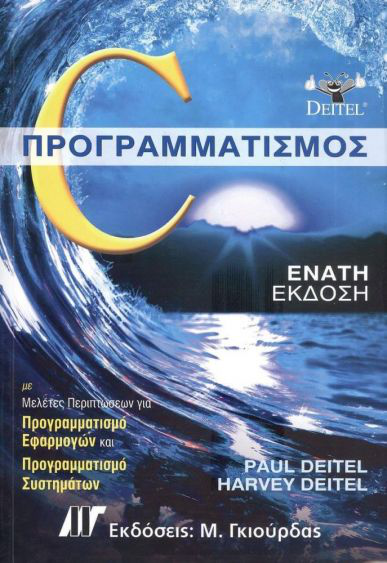 C
DEITEL®
ΠΡΟΓΡΑΜΜΑΤΙΣΜΟΣ
ΕΝΑΤΗ
ΕΚΔΟΣΗ
με
Μελέτες Περιπτώσεων για
Προγραμματισμό
Εφαρμογών και
Προγραμματισμό
Συστημάτων
PAUL DEITEL
HARVEY DEITEL
Εκδόσεις: Μ. Γκιούρδας